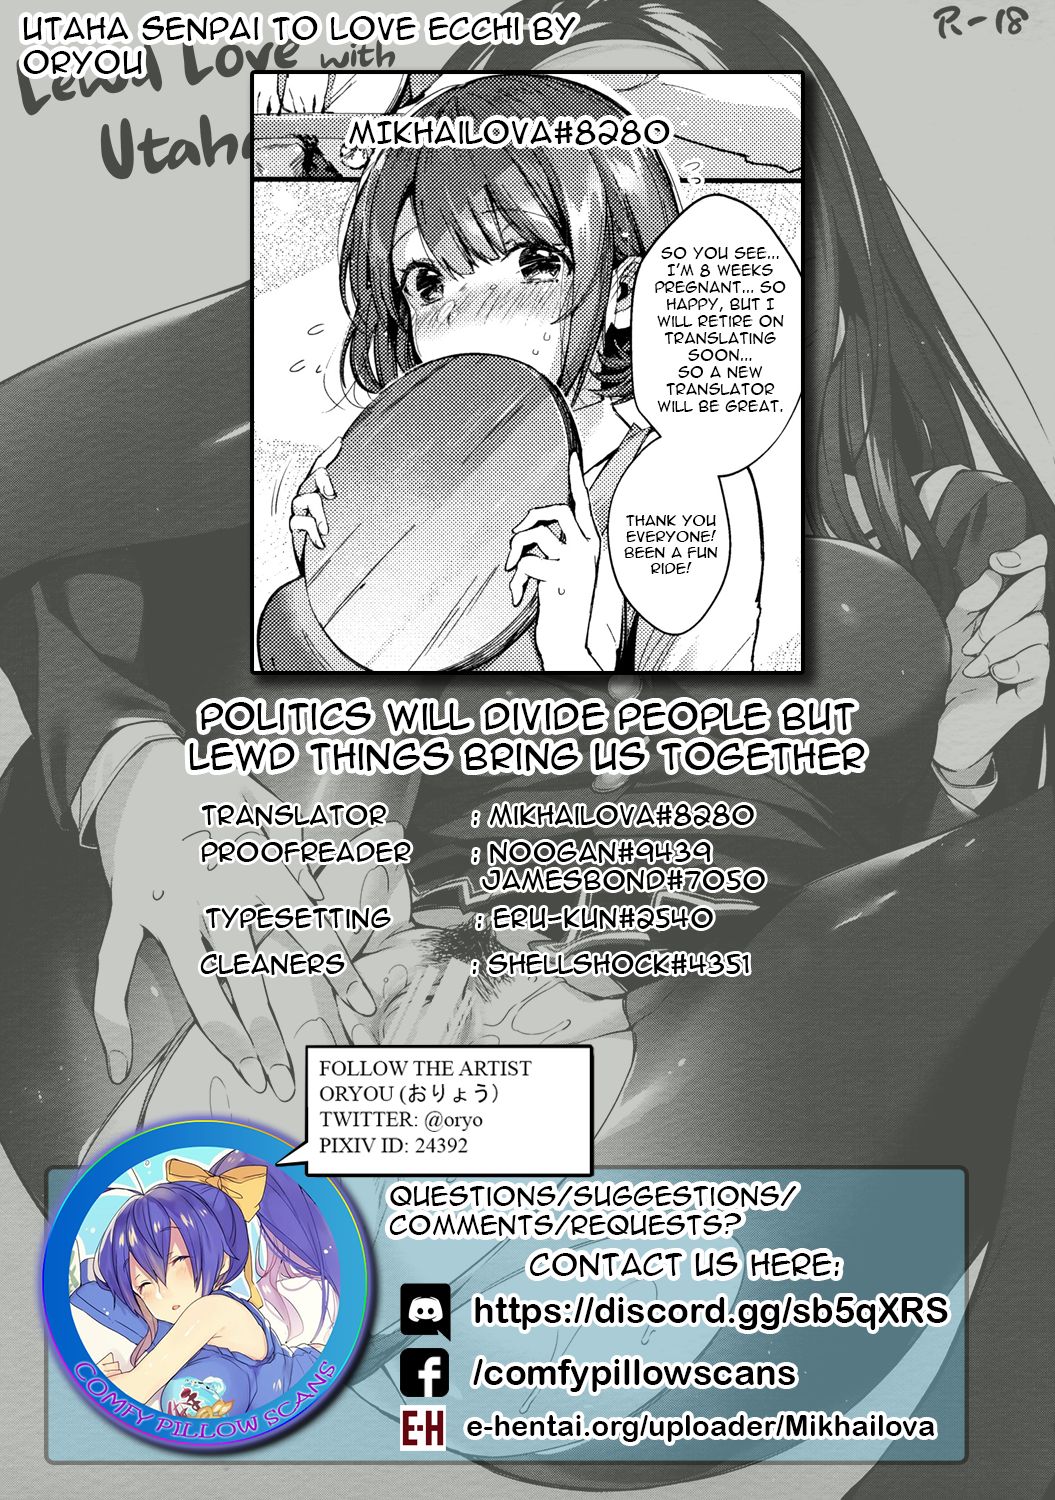 UTAHA SENPAI TO LOVE ECCHI BY
ORYOU
R-18
Lewd Love with
Utaha
MIKHAILOVA#8280
SO YOU SEE...
I'M 8 WEEKS
PREGNANT... SO
HAPPY, BUT I
WILL RETIRE ON
TRANSLATING
SOON...
SO A NEW
TRANSLATOR
WILL BE GREAT.
THANK YOU
EVERYONE!
BEEN A FUN
RIDE!
POLITICS WILL DIVIDE PEOPLE BUT
LEWD THINGS BRING US TOGETHER
TRANSLATOR : MIKHAILOVA#8280
PROOFREADER : NOOGAN#9439
JAMESBOND#7050
TYPESETTING : ERU-KUN#2540
CLEANERS : SHELLSHOCK#4351
FOLLOW THE ARTIST
ORYOU (おりょう)
TWITTER: @oryo
PIXIV ID: 24392
COMFY PILLOW SCANS
QUESTIONS/SUGGESTIONS/
COMMENTS/REQUESTS?
CONTACT US HERE:
https://discord.gg/sb5qXRS
/comfypillowscans
E-H e-hentai.org/uploader/Mikhailova